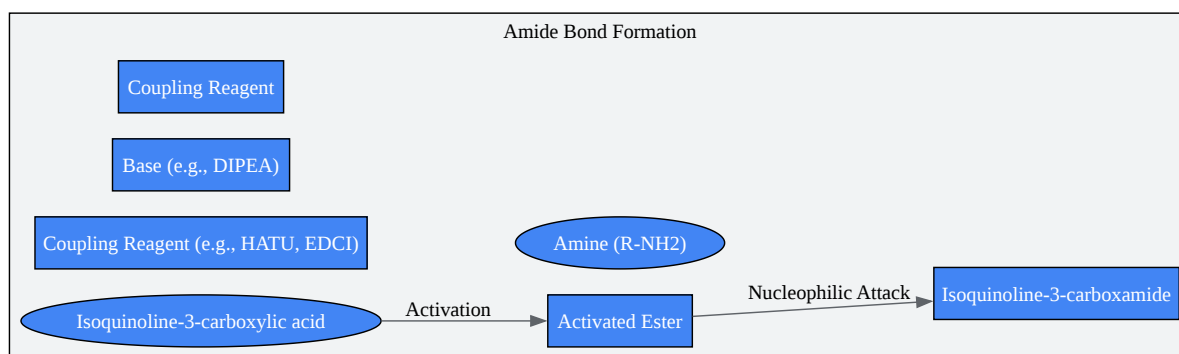 Amide Bond Formation
Coupling Reagent
Base (e.g., DIPEA)
Coupling Reagent (e.g., HATU, EDCI)
Amine (R-NH2)
Isoquinoline-3-carboxylic acid
Activation
Activated Ester
Nucleophilic Attack
Isoquinoline-3-carboxamide